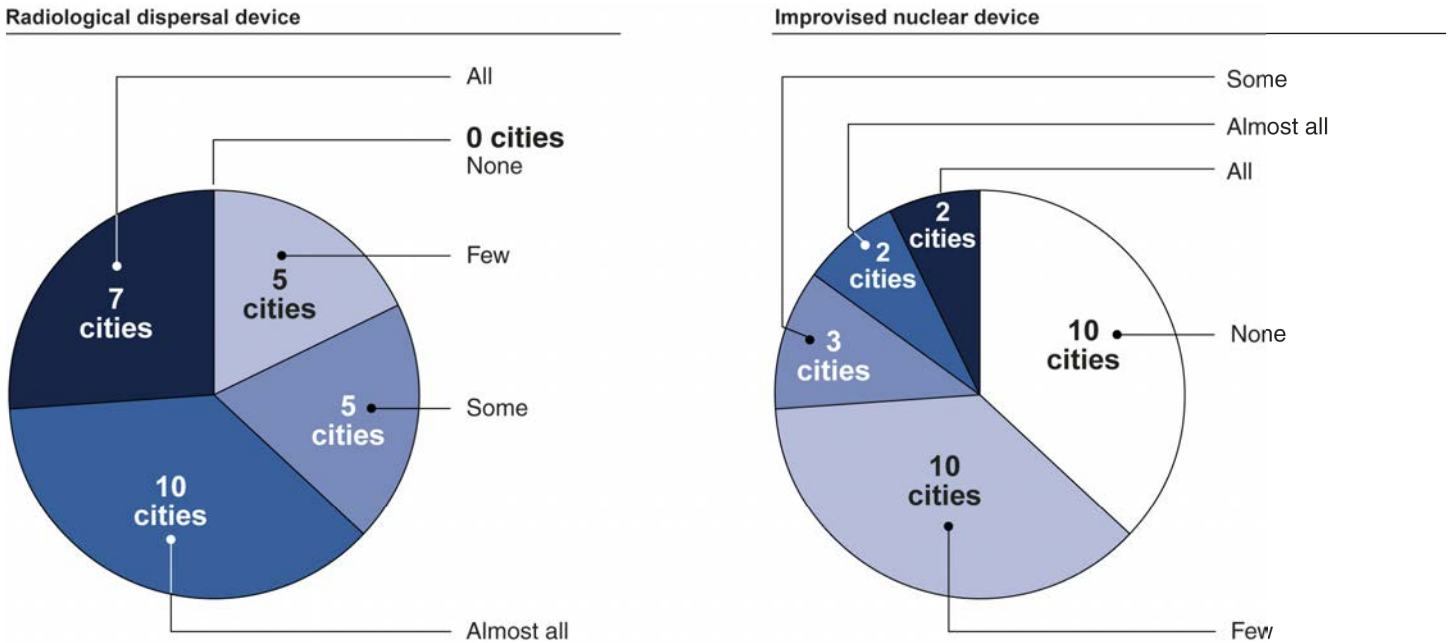 Radiological dispersal device
All
0 cities
None
Few
5
cities
7
cities
Some
5
cities
10
cities
Almost all
Improvised nuclear device
Some
Almost all
All
2
cities
2
cities
10
cities
None
3
cities
10
cities
Few